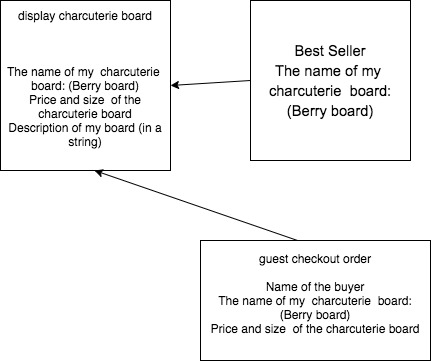 display charcuterie board
The name of my charcuterie
board: (Berry board)
Price and size of the
charcuterie board
Description of my board (in a
string)
Best Seller
The name of my
charcuterie board:
(Berry board)
guest checkout order
Name of the buyer
The name of my charcuterie board:
(Berry board)
Price and size of the charcuterie board